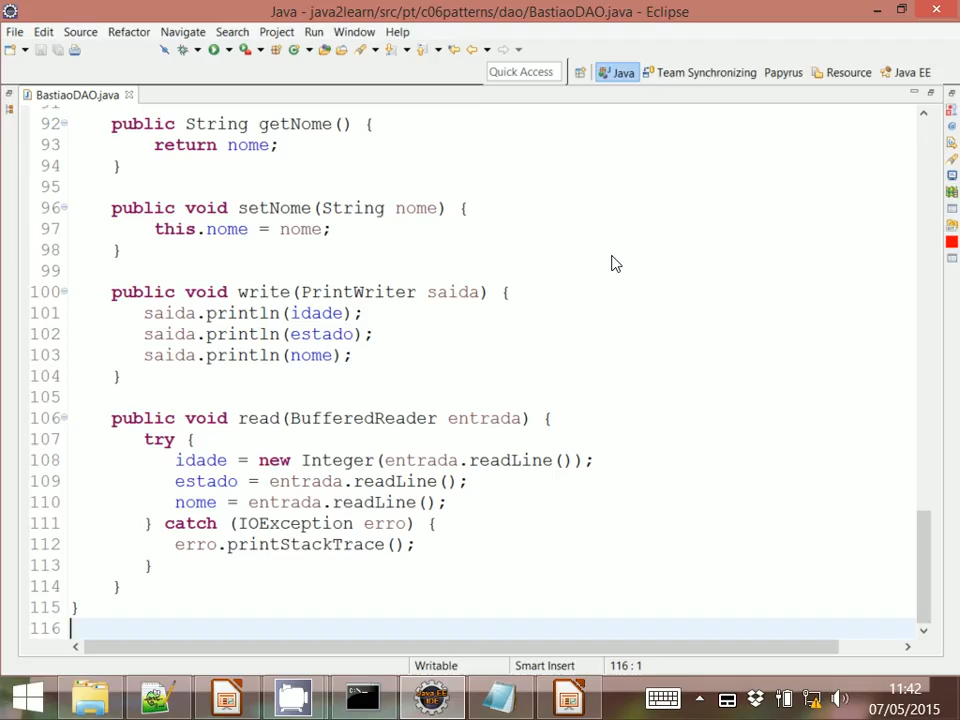 Java - java2learn/src/pt/c06patterns/dao/BastiaoDAO.java - Eclipse
File Edit Source Refactor Navigate Search Project Run Window Help
Quick Access Java Team Synchronizing Papyrus Resource Java EE
BastiaoDAO.java
91
92 public String getNome() {
93 return nome;
94 }
95
96 public void setNome(String nome) {
97 this.nome = nome;
98 }
99
100 public void write(PrintWriter saida) {
101 saida.println(idade);
102 saida.println(estado);
103 saida.println(nome);
104 }
105
106 public void read(BufferedReader entrada) {
107 try {
108 idade = new Integer(entrada.readLine());
109 estado = entrada.readLine();
110 nome = entrada.readLine();
111 } catch (IOException erro) {
112 erro.printStackTrace();
113 }
114 }
115 }
116
Writable Smart Insert 116 : 1
Java EE
IDE
11:42
07/05/2015